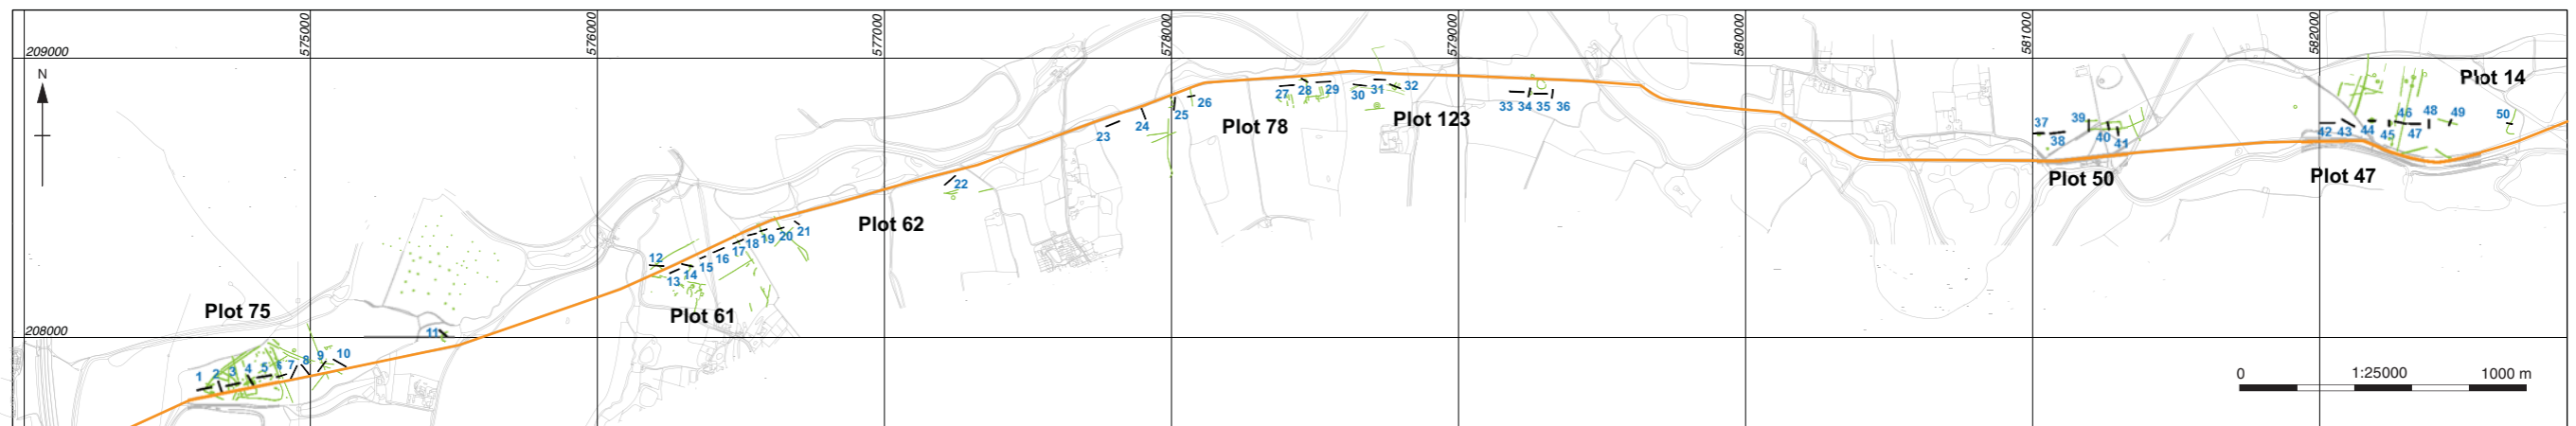 575000
576000
577000
578000
579000
580000
581000
582000
209000
N
Plot 14
27 28 29 30 31 32
26
25
24
23
33 34 35 36
Plot 78
Plot 123
37
38
39
40
41
42 43 44 45 46 47 48 49
50
Plot 50
Plot 47
22
Plot 62
12
13 14 15 16 17 18 19 20 21
Plot 61
Plot 75
208000
11
1 2 3 4 5 6 7 8 9 10
0 1:25000 1000 m